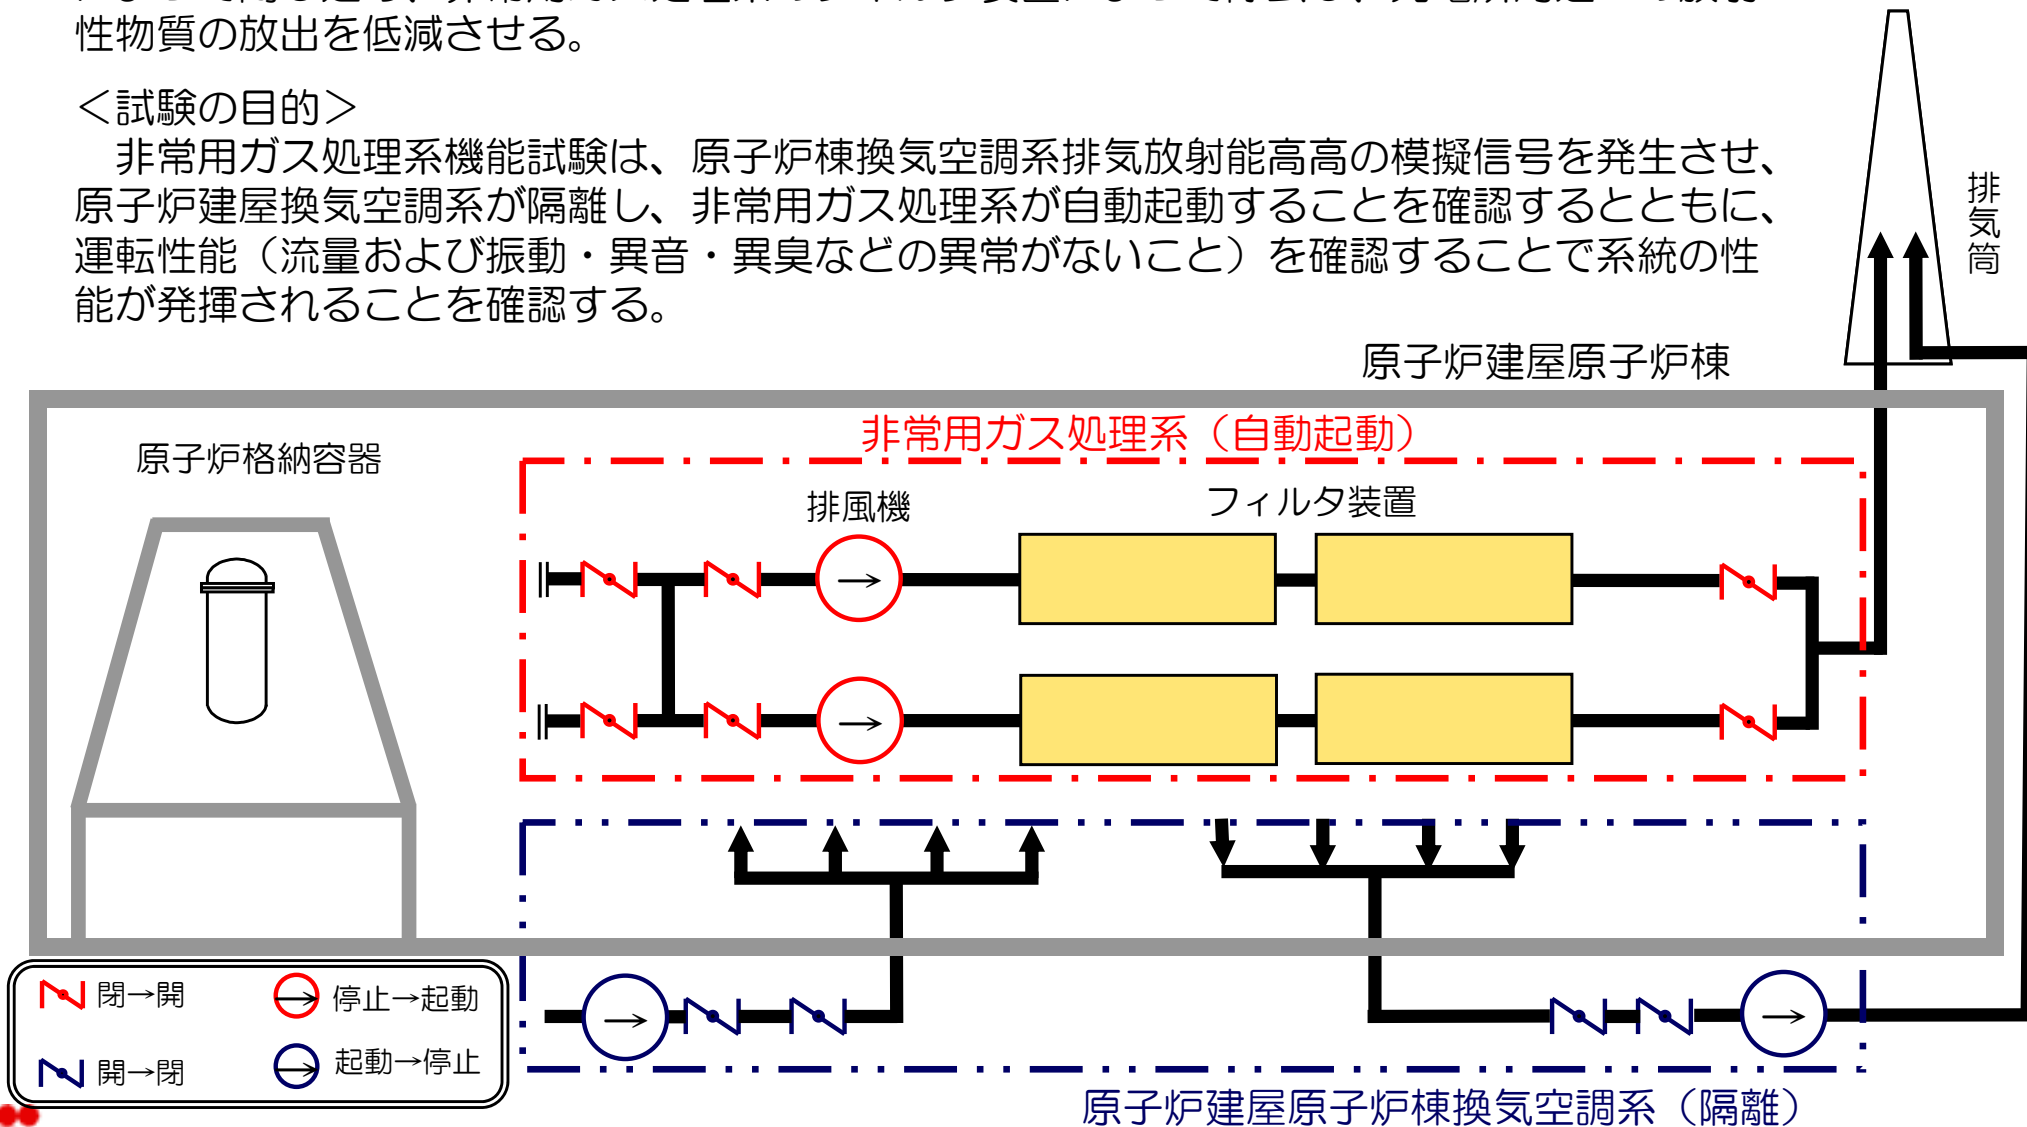 性物質の放出を低減させる。
＜試験の目的＞
非常用ガス処理系機能試験は、原子炉棟換気空調系排気放射能高高の模擬信号を発生させ、
原子炉建屋換気空調系が隔離し、非常用ガス処理系が自動起動することを確認するとともに、
運転性能（流量および振動・異音・異臭などの異常がないこと）を確認することで系統の性
能が発揮されることを確認する。
排気筒
原子炉建屋原子炉棟
非常用ガス処理系（自動起動）
原子炉格納容器
排風機
フィルタ装置
閉→開
停止→起動
開→閉
起動→停止
原子炉建屋原子炉棟換気空調系（隔離）